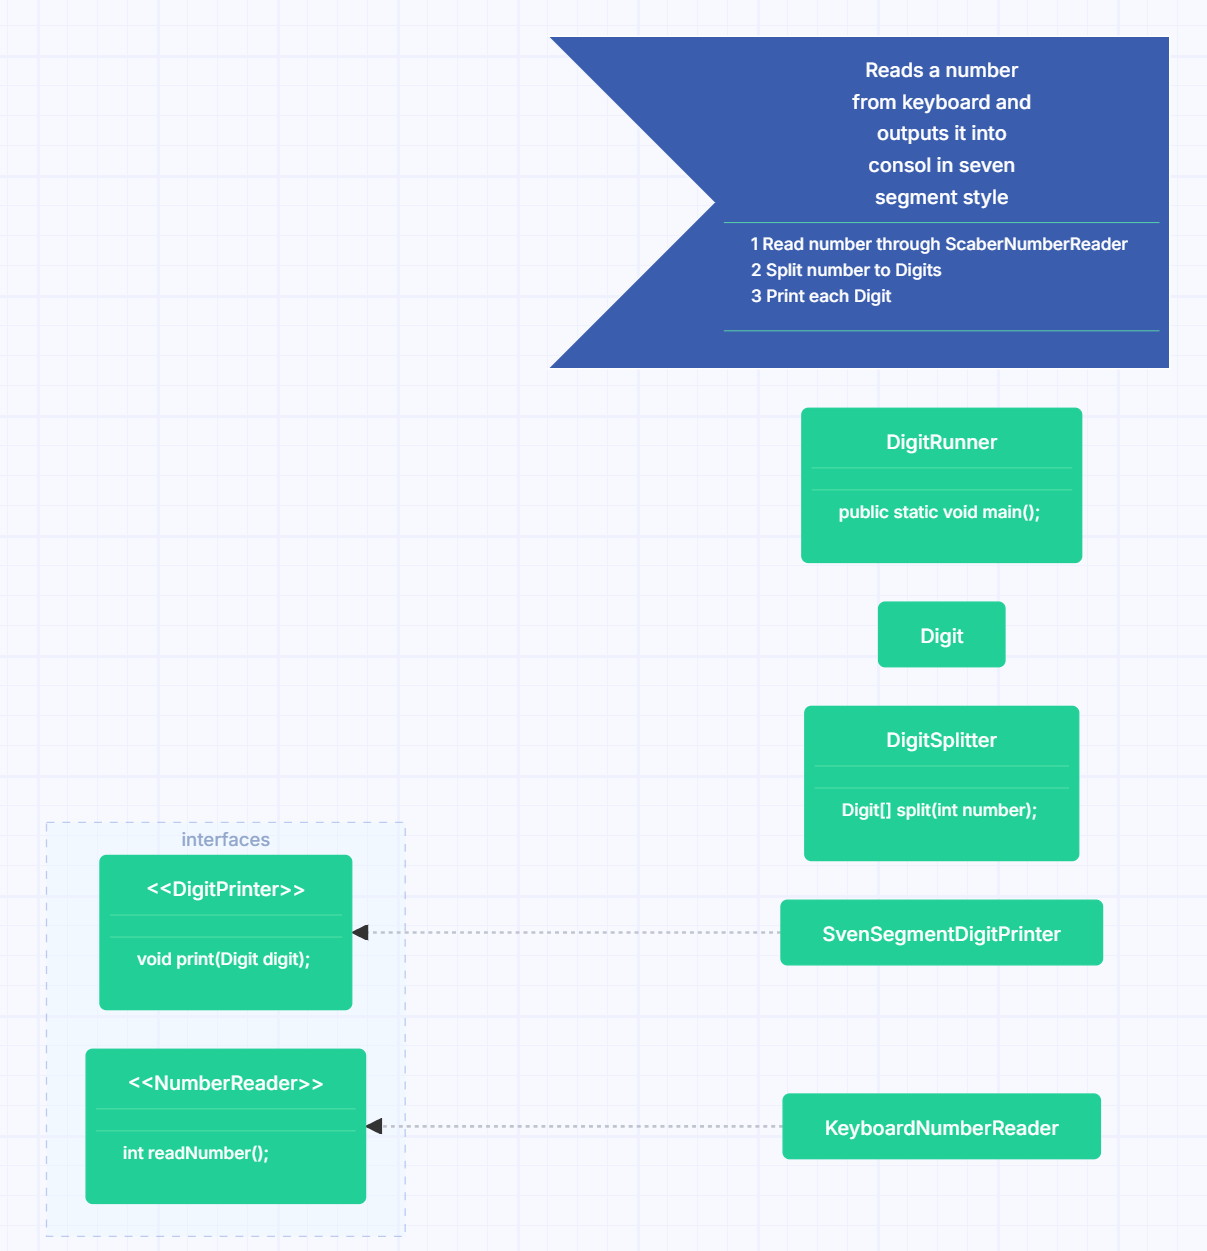 Reads a number
from keyboard and
outputs it into
consol in seven
segment style
1 Read number through ScaberNumberReader
2 Split number to Digits
3 Print each Digit
DigitRunner
public static void main();
Digit
DigitSplitter
Digit[] split(int number);
interfaces
<<DigitPrinter>>
void print(Digit digit);
SvenSegmentDigitPrinter
<<NumberReader>>
int readNumber();
KeyboardNumberReader